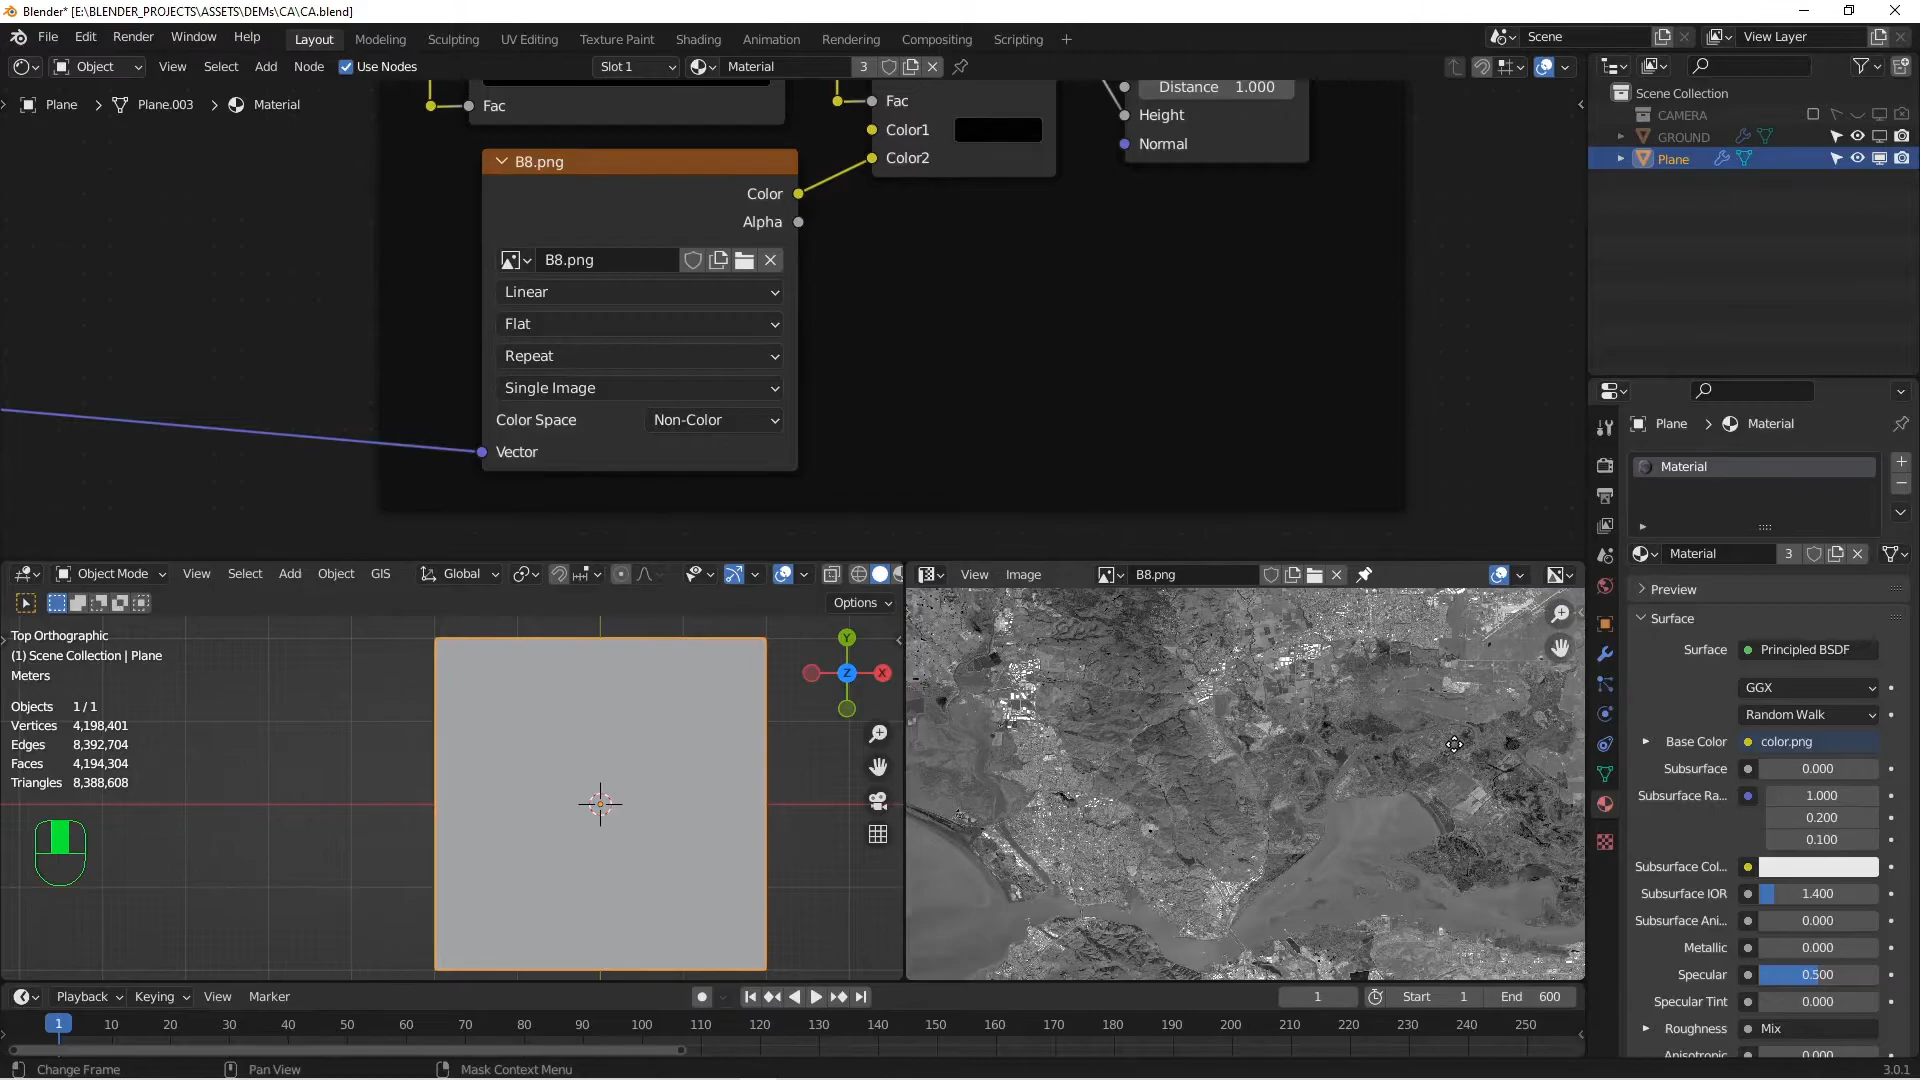 Blender* [E:\BLENDER_PROJECTS\ASSETS\DEMs\CA\CA.blend]
File Edit Render Window Help Layout Modeling Sculpting UV Editing Texture Paint Shading Animation Rendering Compositing Scripting + Scene View Layer
Object View Select Add Node Use Nodes Slot 1 Material 3
Plane > Plane.003 > Material
Fac
Fac
Color1
Color2
Distance 1.000
Height
Normal
B8.png
Color
Alpha
B8.png
Linear
Flat
Repeat
Single Image
Color Space Non-Color
Vector
Scene Collection
CAMERA
GROUND
Plane
Plane > Material
Material
Material 3
Preview
Surface
Surface Principled BSDF
GGX
Random Walk
Base Color color.png
Subsurface 0.000
Subsurface Ra... 1.000
0.200
0.100
Subsurface Col...
Subsurface IOR 1.400
Subsurface Ani... 0.000
Metallic 0.000
Specular 0.500
Specular Tint 0.000
Roughness Mix
Anisotropic 0.000
Object Mode View Select Add Object GIS Global
Options
Top Orthographic
(1) Scene Collection | Plane
Meters
Objects 1 / 1
Vertices 4,198,401
Edges 8,392,704
Faces 4,194,304
Triangles 8,388,608
Y
Z
X
View Image B8.png
Playback Keying View Marker 1 Start 1 End 600
1 10 20 30 40 50 60 70 80 90 100 110 120 130 140 150 160 170 180 190 200 210 220 230 240 250
Change Frame Pan View Mask Context Menu 3.0.1